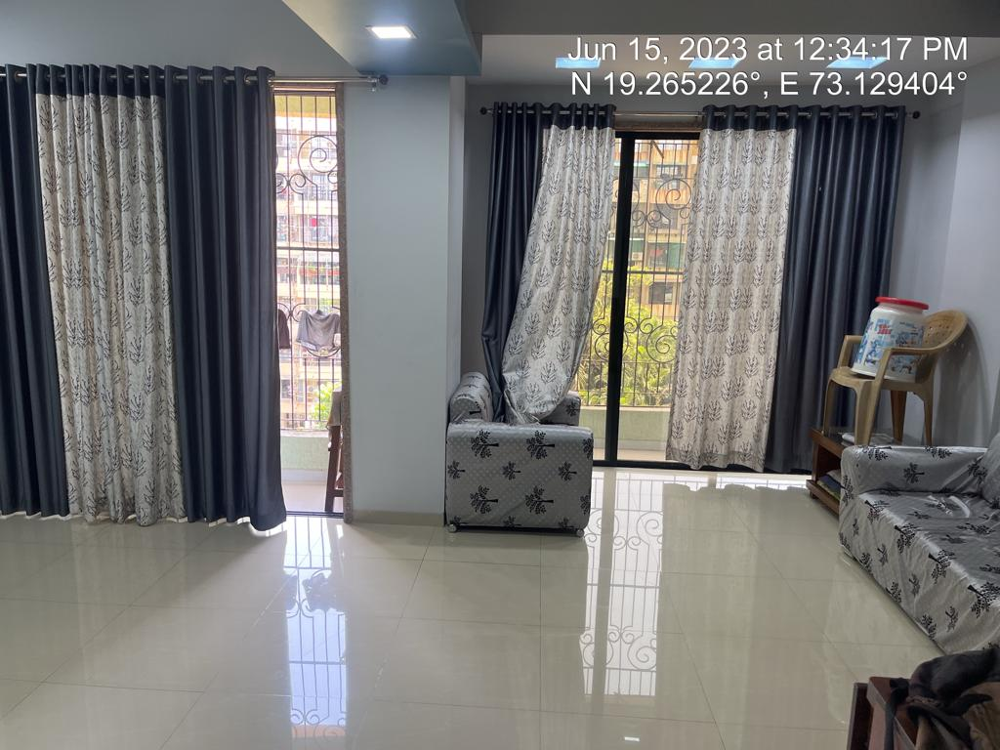 Jun 15, 2023 at 12:34:17 PM
N 19.265226°, E 73.129404°